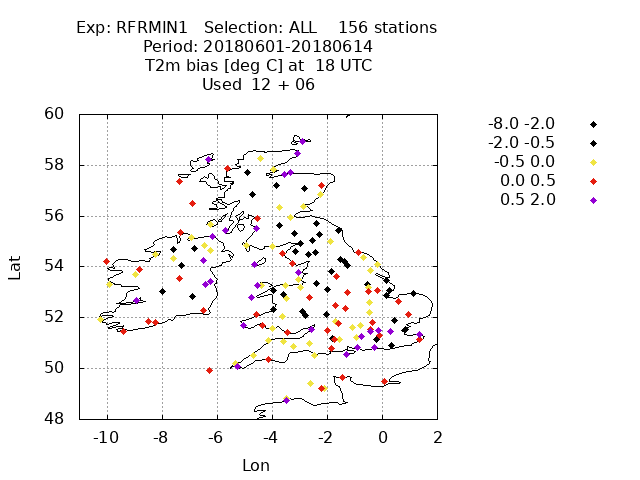 Exp: RFRMIN1 Selection: ALL 156 stations
Period: 20180601-20180614
T2m bias [deg C] at 18 UTC
Used 12 + 06
60
58
56
54
52
50
48
Lat
-10 -8 -6 -4 -2 0 2
Lon
-8.0 -2.0
-2.0 -0.5
-0.5 0.0
0.0 0.5
0.5 2.0